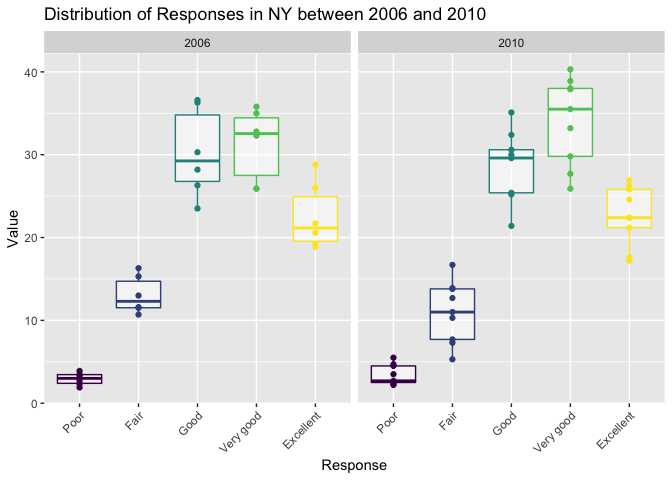 Distribution of Responses in NY between 2006 and 2010
2006
2010
Value
40
30
20
10
0
Poor
Fair
Good
Very good
Excellent
Poor
Fair
Good
Very good
Excellent
Response